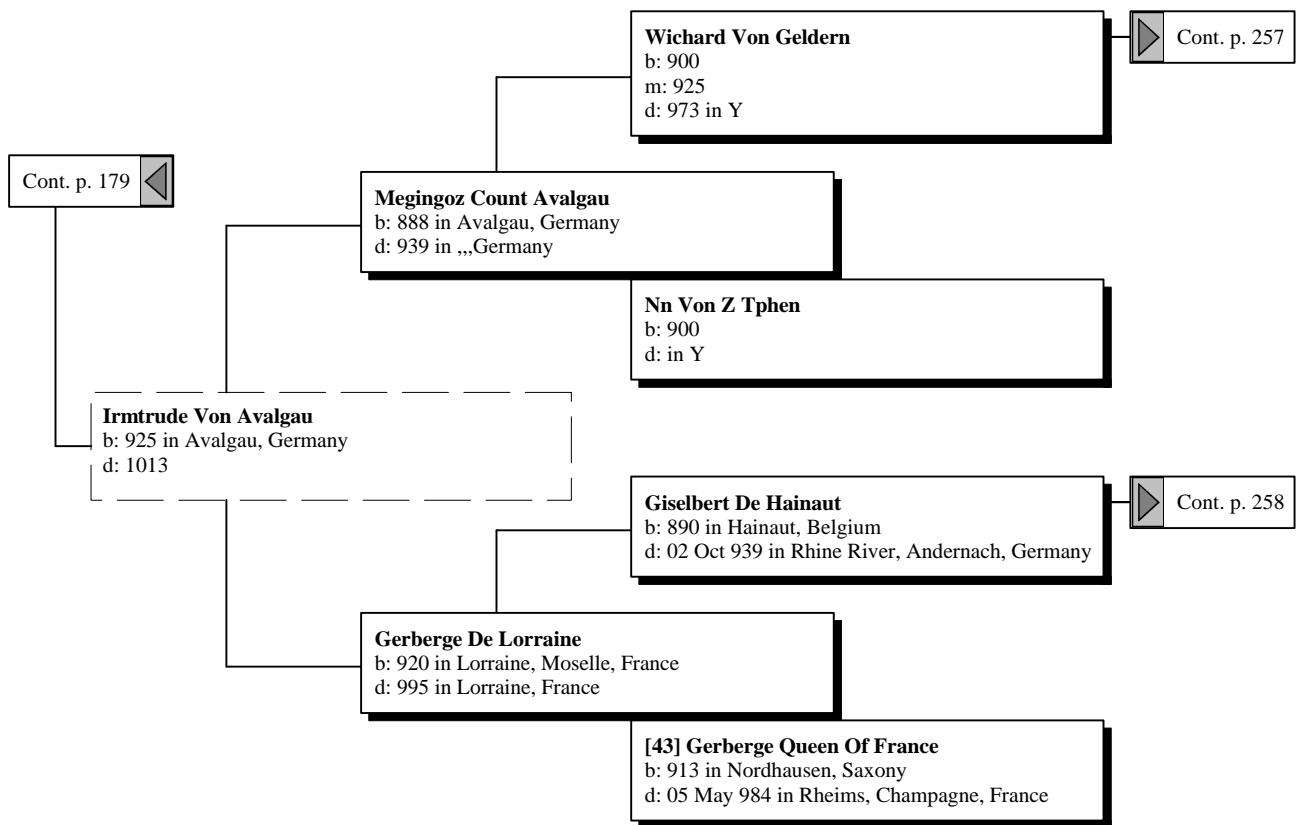 Wichard Von Geldern
b: 900
m: 925
d: 973 in Y
Cont. p. 257
Cont. p. 179
Megingoz Count Avalgau
b: 888 in Avalgau, Germany
d: 939 in ,,,Germany
Nn Von Z Tphen
b: 900
d: in Y
Irmtrude Von Avalgau
b: 925 in Avalgau, Germany
d: 1013
Giselbert De Hainaut
b: 890 in Hainaut, Belgium
d: 02 Oct 939 in Rhine River, Andernach, Germany
Cont. p. 258
Gerberge De Lorraine
b: 920 in Lorraine, Moselle, France
d: 995 in Lorraine, France
[43] Gerberge Queen Of France
b: 913 in Nordhausen, Saxony
d: 05 May 984 in Rheims, Champagne, France